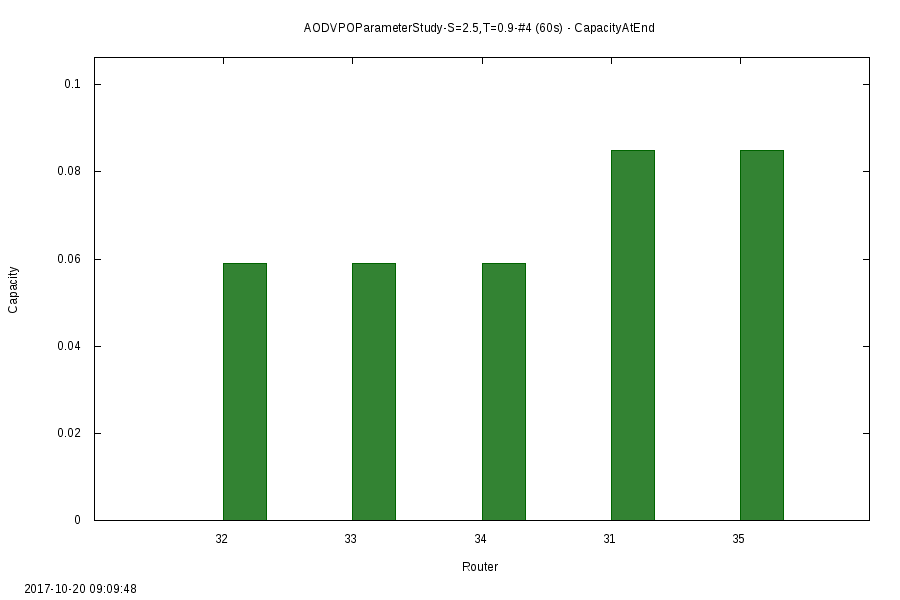 AODVPOParameterStudy-S=2.5,T=0.9-#4 (60s) - CapacityAtEnd
0.1
0.08
0.06
0.04
0.02
0
Capacity
32 33 34 31 35
Router
2017-10-20 09:09:48